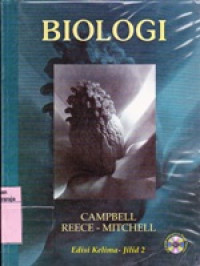 BIOLOGI
CAMPBELL
REECE - MITCHELL
Edisi Kelima- Jilid 2